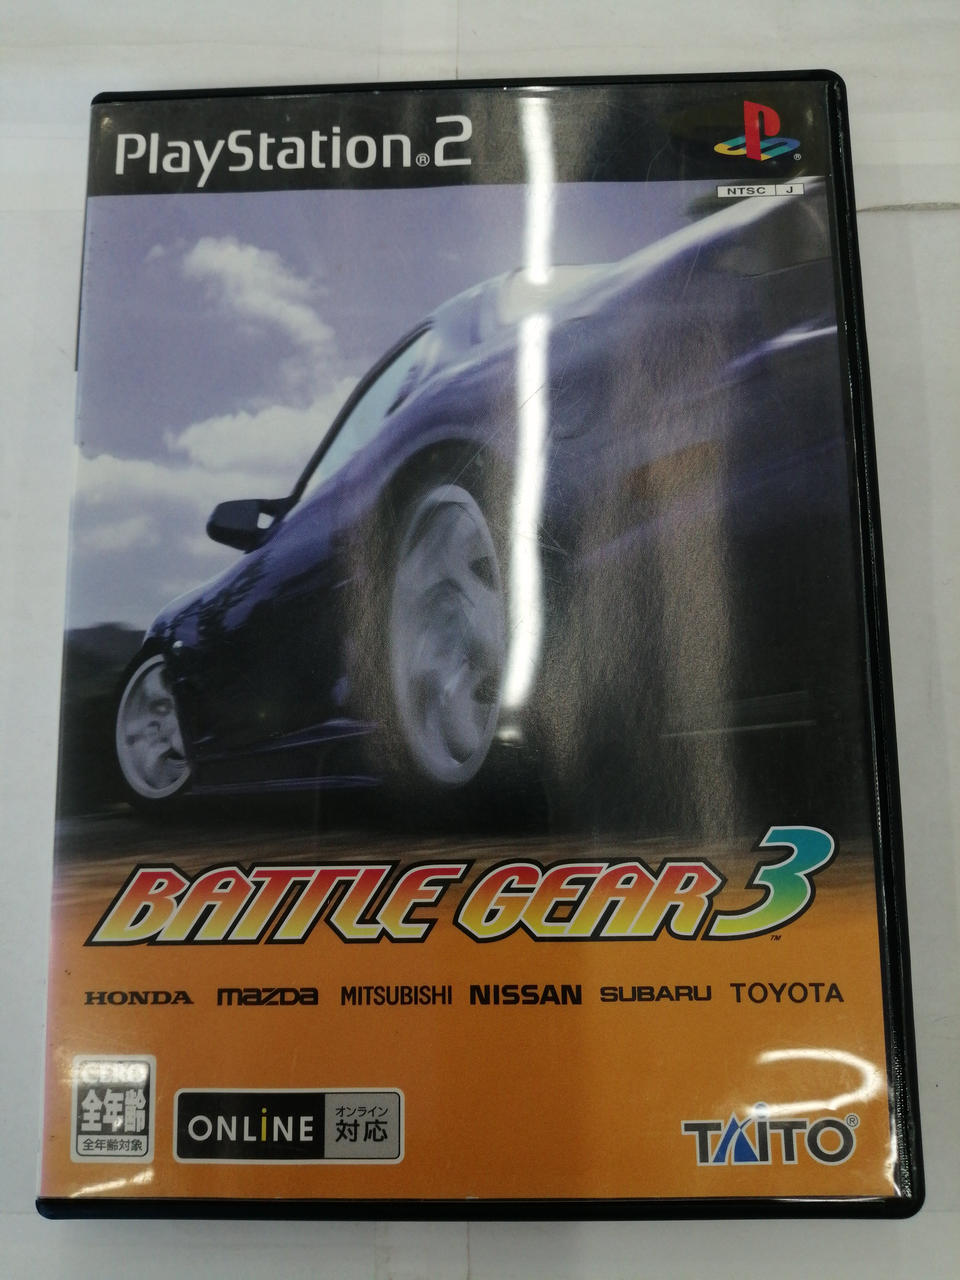 PlayStation®2
®
NTSC J
BATTLE GEAR 3
™
HONDA mazda MITSUBISHI NISSAN SUBARU TOYOTA
CERO
全年齢
全年齢対象
ONLiNE
オンライン
対応
TAITO®